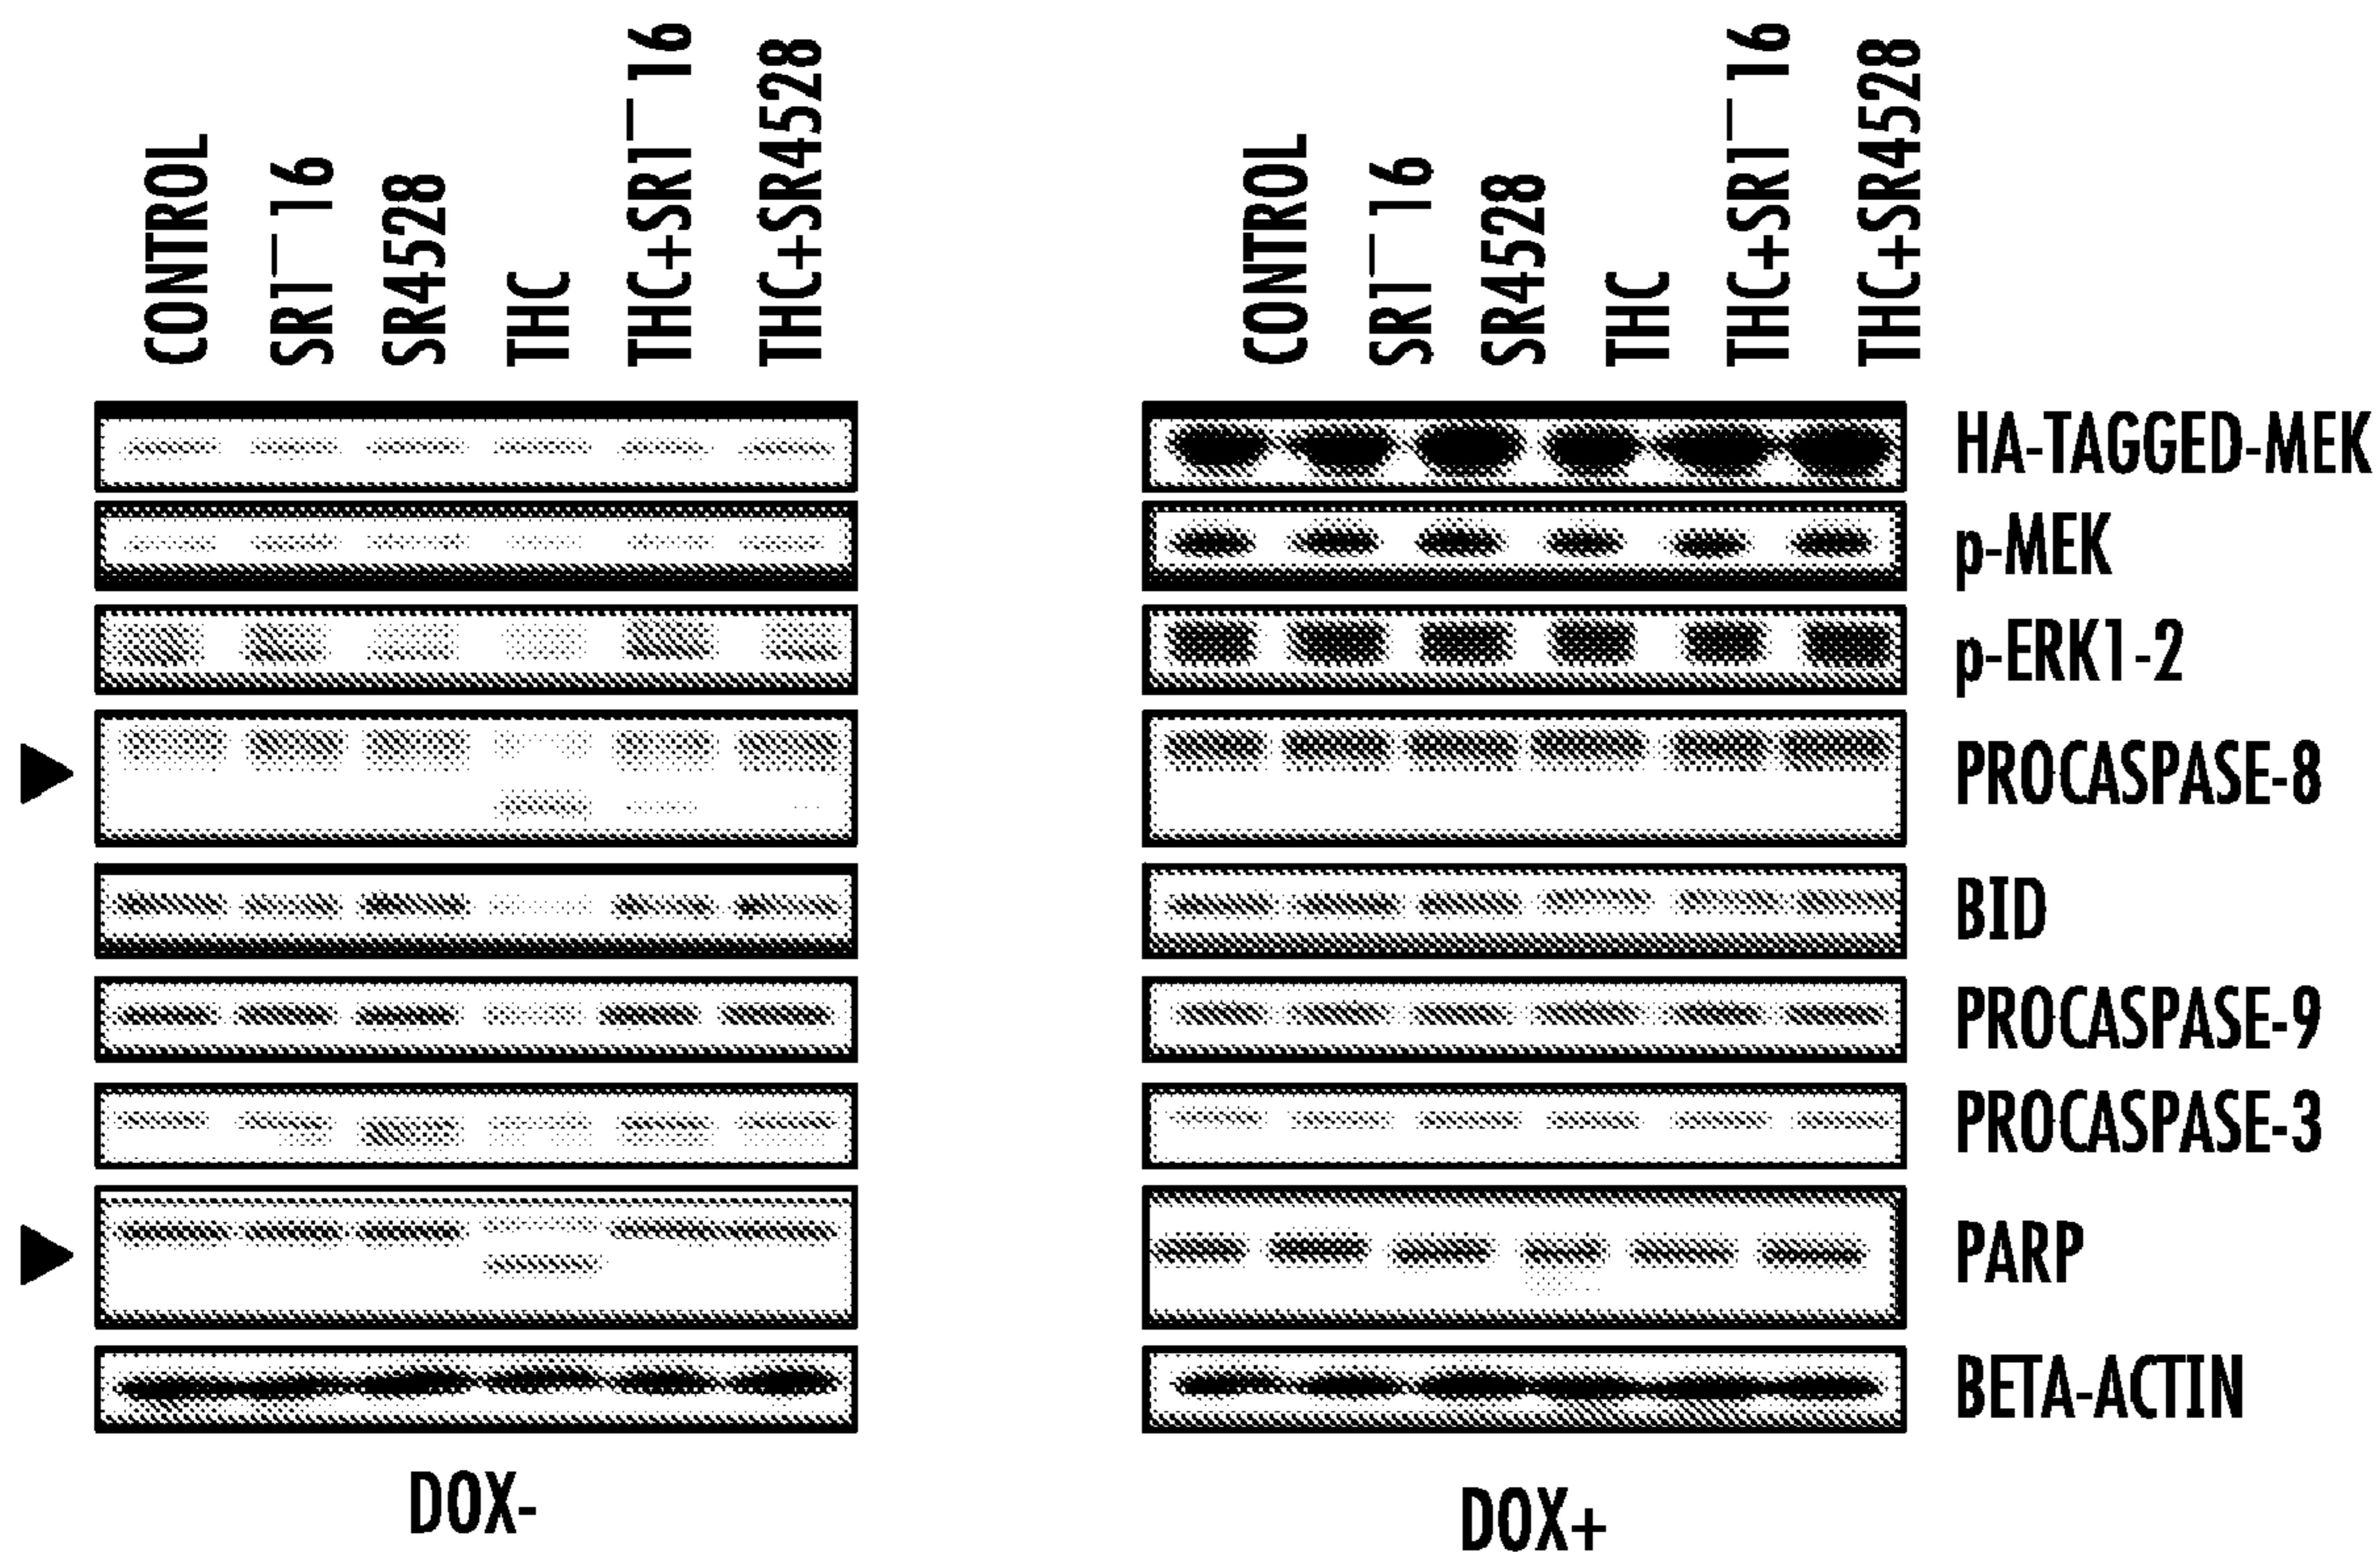 CONTROL
SR1–16
SR4528
THC
THC+SR1–16
THC+SR4528
CONTROL
SR1–16
SR4528
THC
THC+SR1–16
THC+SR4528
HA-TAGGED-MEK
p-MEK
p-ERK1-2
PROCASPASE-8
BID
PROCASPASE-9
PROCASPASE-3
PARP
BETA-ACTIN
DOX-
DOX+